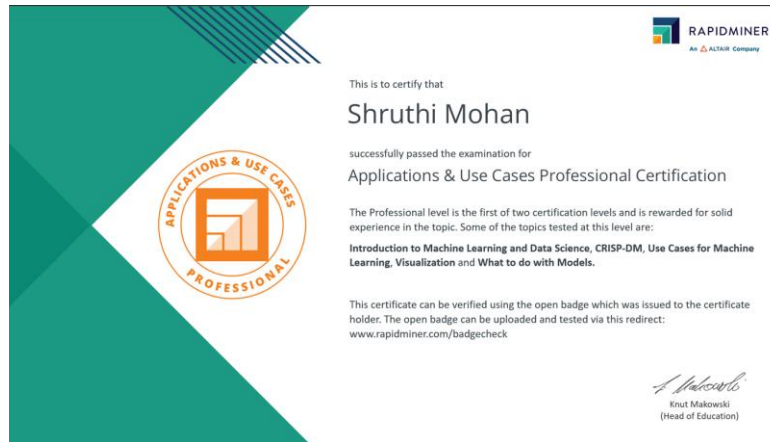 RAPIDMINER
An ALTAIR Company
This is to certify that
Shruthi Mohan
successfully passed the examination for
Applications & Use Cases Professional Certification
APPLICATIONS & USE CASES
PROFESSIONAL
The Professional level is the first of two certification levels and is rewarded for solid
experience in the topic. Some of the topics tested at this level are:
Introduction to Machine Learning and Data Science, CRISP-DM, Use Cases for Machine
Learning, Visualization and What to do with Models.
This certificate can be verified using the open badge which was issued to the certificate
holder. The open badge can be uploaded and tested via this redirect:
www.rapidminer.com/badgecheck
Knut Makowski
(Head of Education)